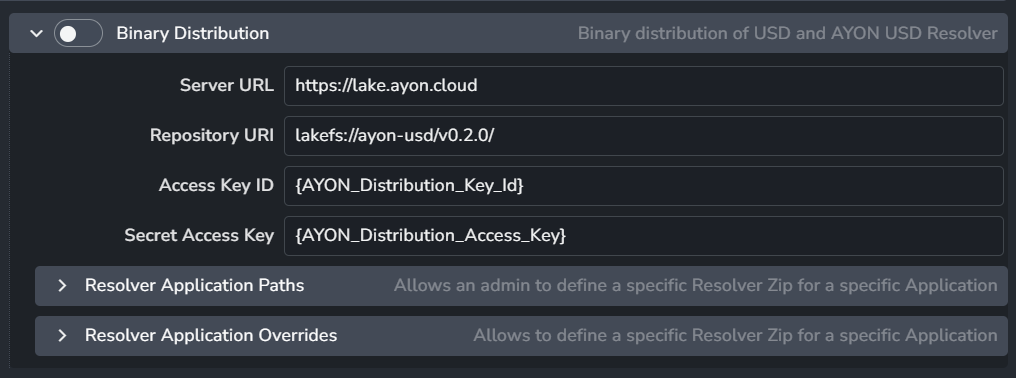 Binary Distribution Binary distribution of USD and AYON USD Resolver
Server URL https://lake.ayon.cloud
Repository URI lakefs://ayon-usd/v0.2.0/
Access Key ID {AYON_Distribution_Key_Id}
Secret Access Key {AYON_Distribution_Access_Key}
Resolver Application Paths Allows an admin to define a specific Resolver Zip for a specific Application
Resolver Application Overrides Allows to define a specific Resolver Zip for a specific Application